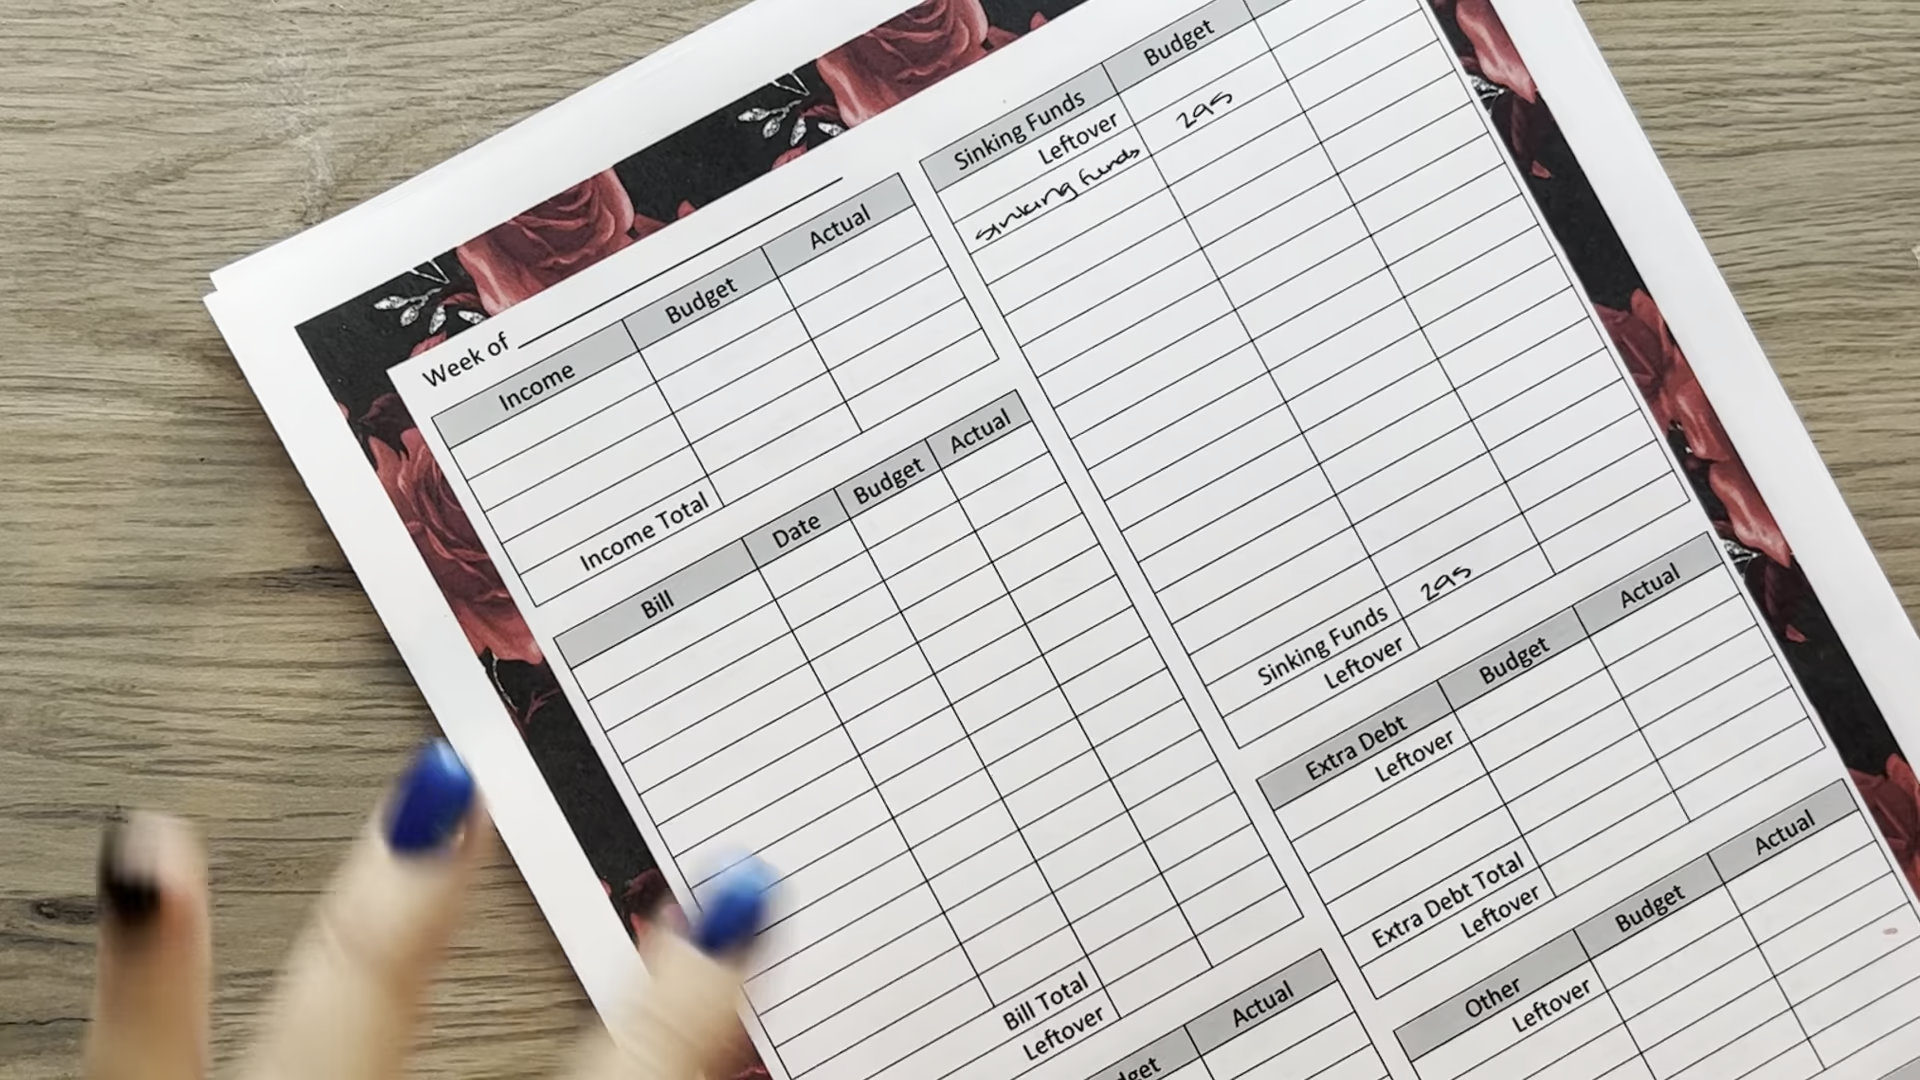 Week of
Income Budget Actual
Income Total
Bill Date Budget Actual
Bill Total
Leftover
Actual
Sinking Funds Budget
Leftover
sinking funds 295
Sinking Funds 295
Leftover
Extra Debt Budget Actual
Leftover
Extra Debt Total
Leftover
Other Budget Actual
Leftover